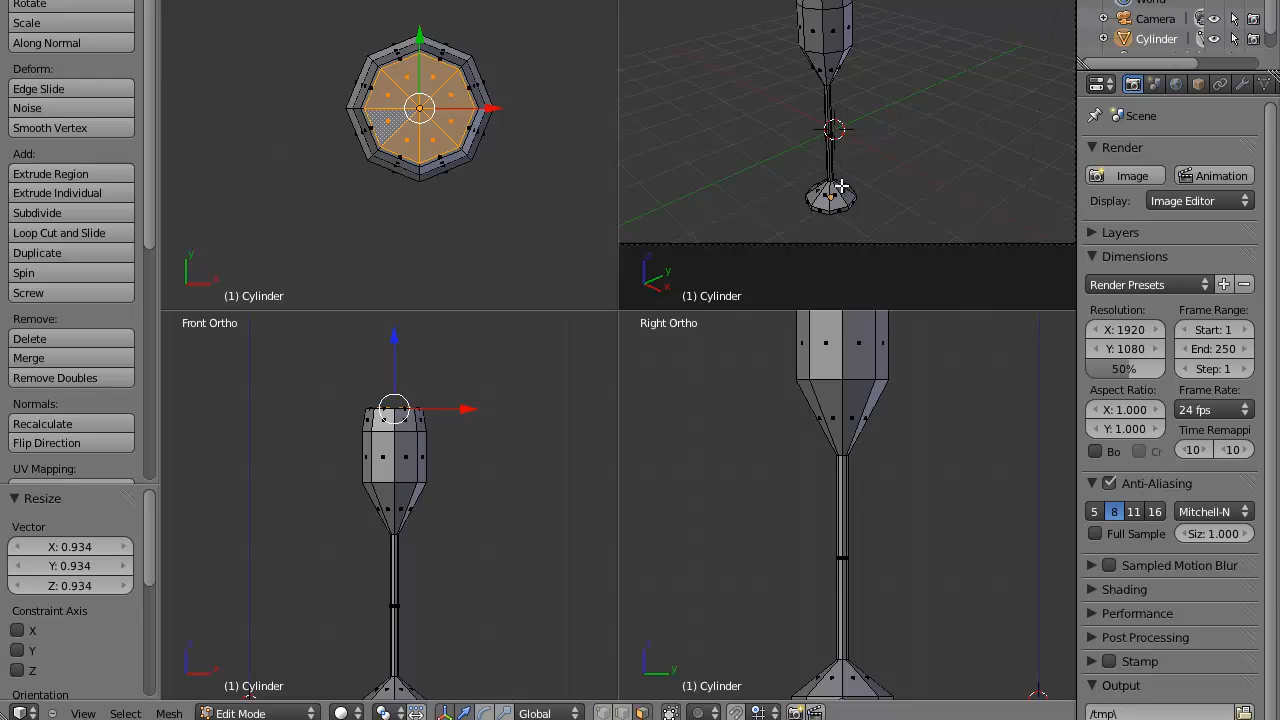 Rotate
Scale
Along Normal
Deform:
Edge Slide
Noise
Smooth Vertex
Add:
Extrude Region
Extrude Individual
Subdivide
Loop Cut and Slide
Duplicate
Spin
Screw
Remove:
Delete
Merge
Remove Doubles
Normals:
Recalculate
Flip Direction
UV Mapping:
Resize
Vector
X: 0.934
Y: 0.934
Z: 0.934
Constraint Axis
X
Y
Z
Orientation
y
x
(1) Cylinder
z
y
x
(1) Cylinder
Front Ortho
z
x
(1) Cylinder
Right Ortho
z
y
(1) Cylinder
View Select Mesh Edit Mode Global
World
Camera
Cylinder
Scene
Render
Image Animation
Display: Image Editor
Layers
Dimensions
Render Presets
Resolution: Frame Range:
X: 1920 Start: 1
Y: 1080 End: 250
50% Step: 1
Aspect Ratio: Frame Rate:
X: 1.000 24 fps
Y: 1.000 Time Remappi
Bo Cr 10 10
Anti-Aliasing
5 8 11 16 Mitchell-N
Full Sample Siz: 1.000
Sampled Motion Blur
Shading
Performance
Post Processing
Stamp
Output
/tmp\